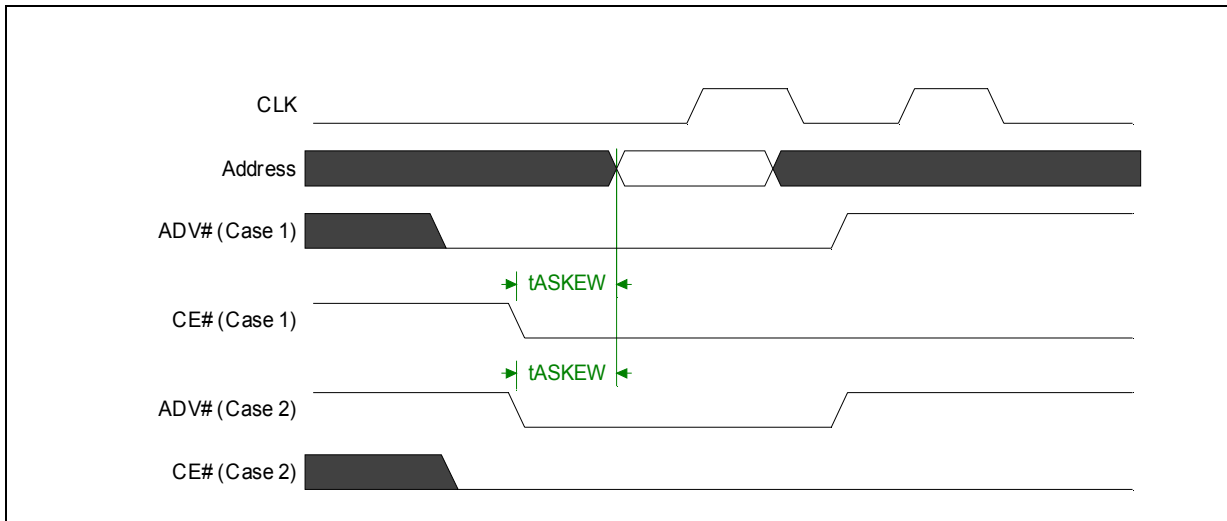 CLK
Address
ADV# (Case 1)
tASKEW
CE# (Case 1)
tASKEW
ADV# (Case 2)
CE# (Case 2)